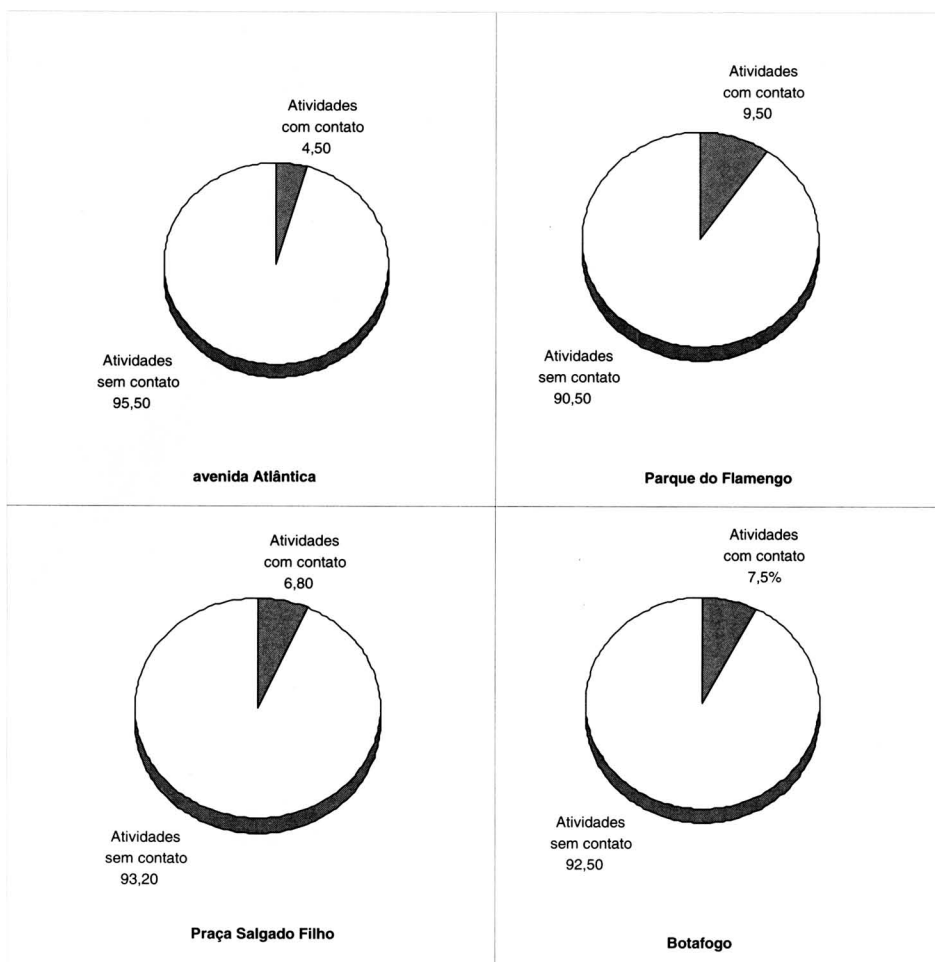 Atividades
com contato
4,50
Atividades
sem contato
95,50
avenida Atlântica
Atividades
com contato
9,50
Atividades
sem contato
90,50
Parque do Flamengo
Atividades
com contato
6,80
Atividades
sem contato
93,20
Praça Salgado Filho
Atividades
com contato
7,5%
Atividades
sem contato
92,50
Botafogo